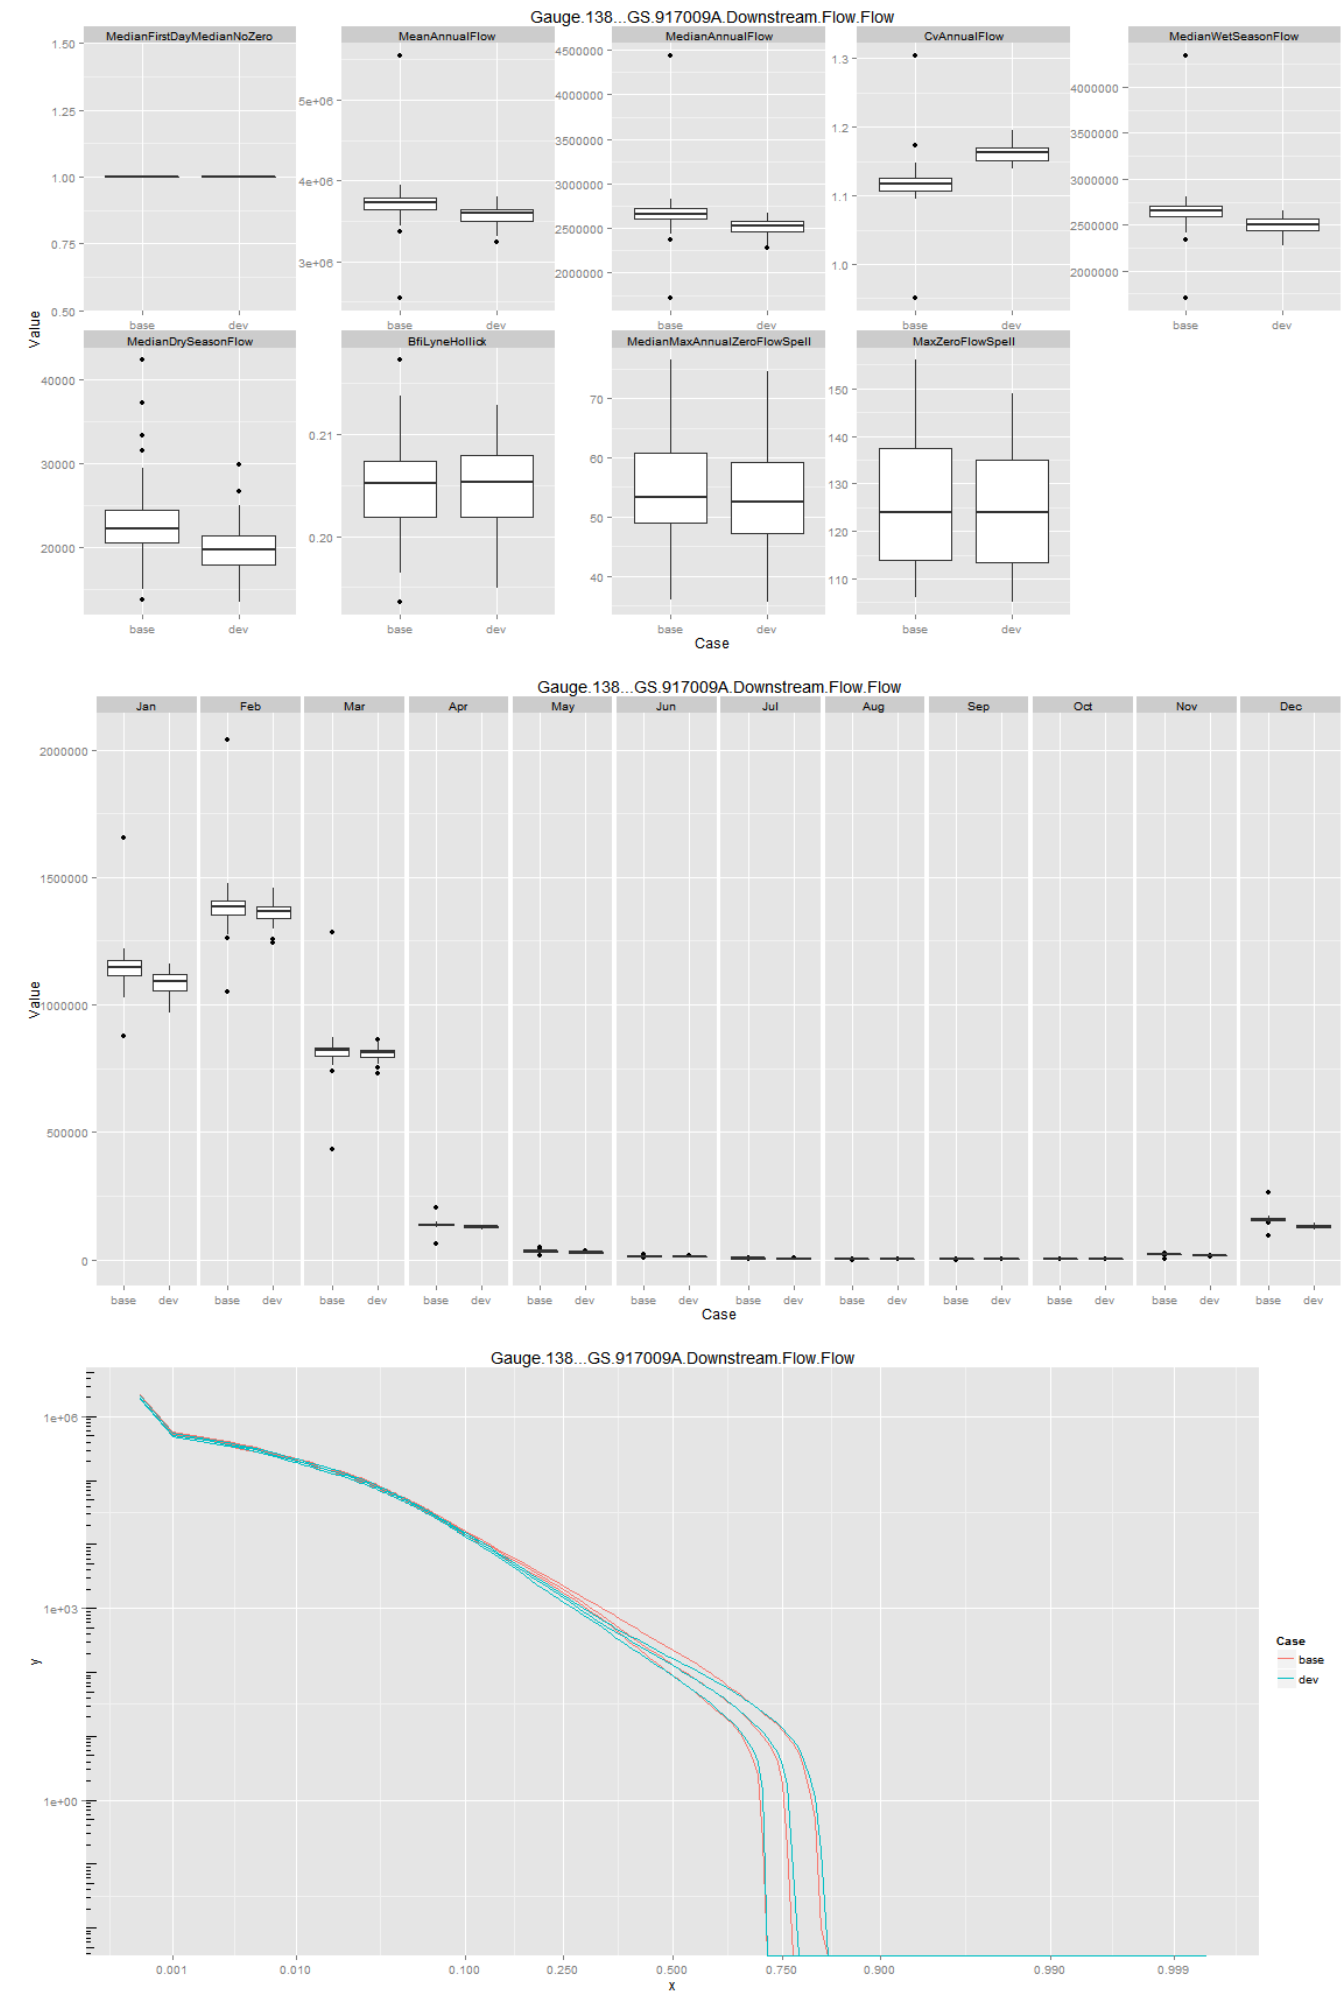 Gauge.138...GS.917009A.Downstream.Flow.Flow
MedianFirstDayMedianNoZero MeanAnnualFlow MedianAnnualFlow CvAnnualFlow MedianWetSeasonFlow
1.50
1.25
1.00
0.75
0.50
5e+06
4e+06
3e+06
4500000
4000000
3500000
3000000
2500000
2000000
1.3
1.2
1.1
1.0
4000000
3500000
3000000
2500000
2000000
base dev base dev base dev base dev base dev
Value
MedianDrySeasonFlow BfiLyneHollick MedianMaxAnnualZeroFlowSpell MaxZeroFlowSpell
40000
30000
20000
0.21
0.20
70
60
50
40
150
140
130
120
110
base dev base dev base dev base dev
Case
Gauge.138...GS.917009A.Downstream.Flow.Flow
Jan Feb Mar Apr May Jun Jul Aug Sep Oct Nov Dec
2000000
1500000
1000000
500000
0
Value
base dev base dev base dev base dev base dev base dev base dev base dev base dev base dev base dev base dev
Case
Gauge.138...GS.917009A.Downstream.Flow.Flow
1e+06
1e+03
1e+00
y
Case
base
dev
0.001 0.010 0.100 0.250 0.500 0.750 0.900 0.990 0.999
x